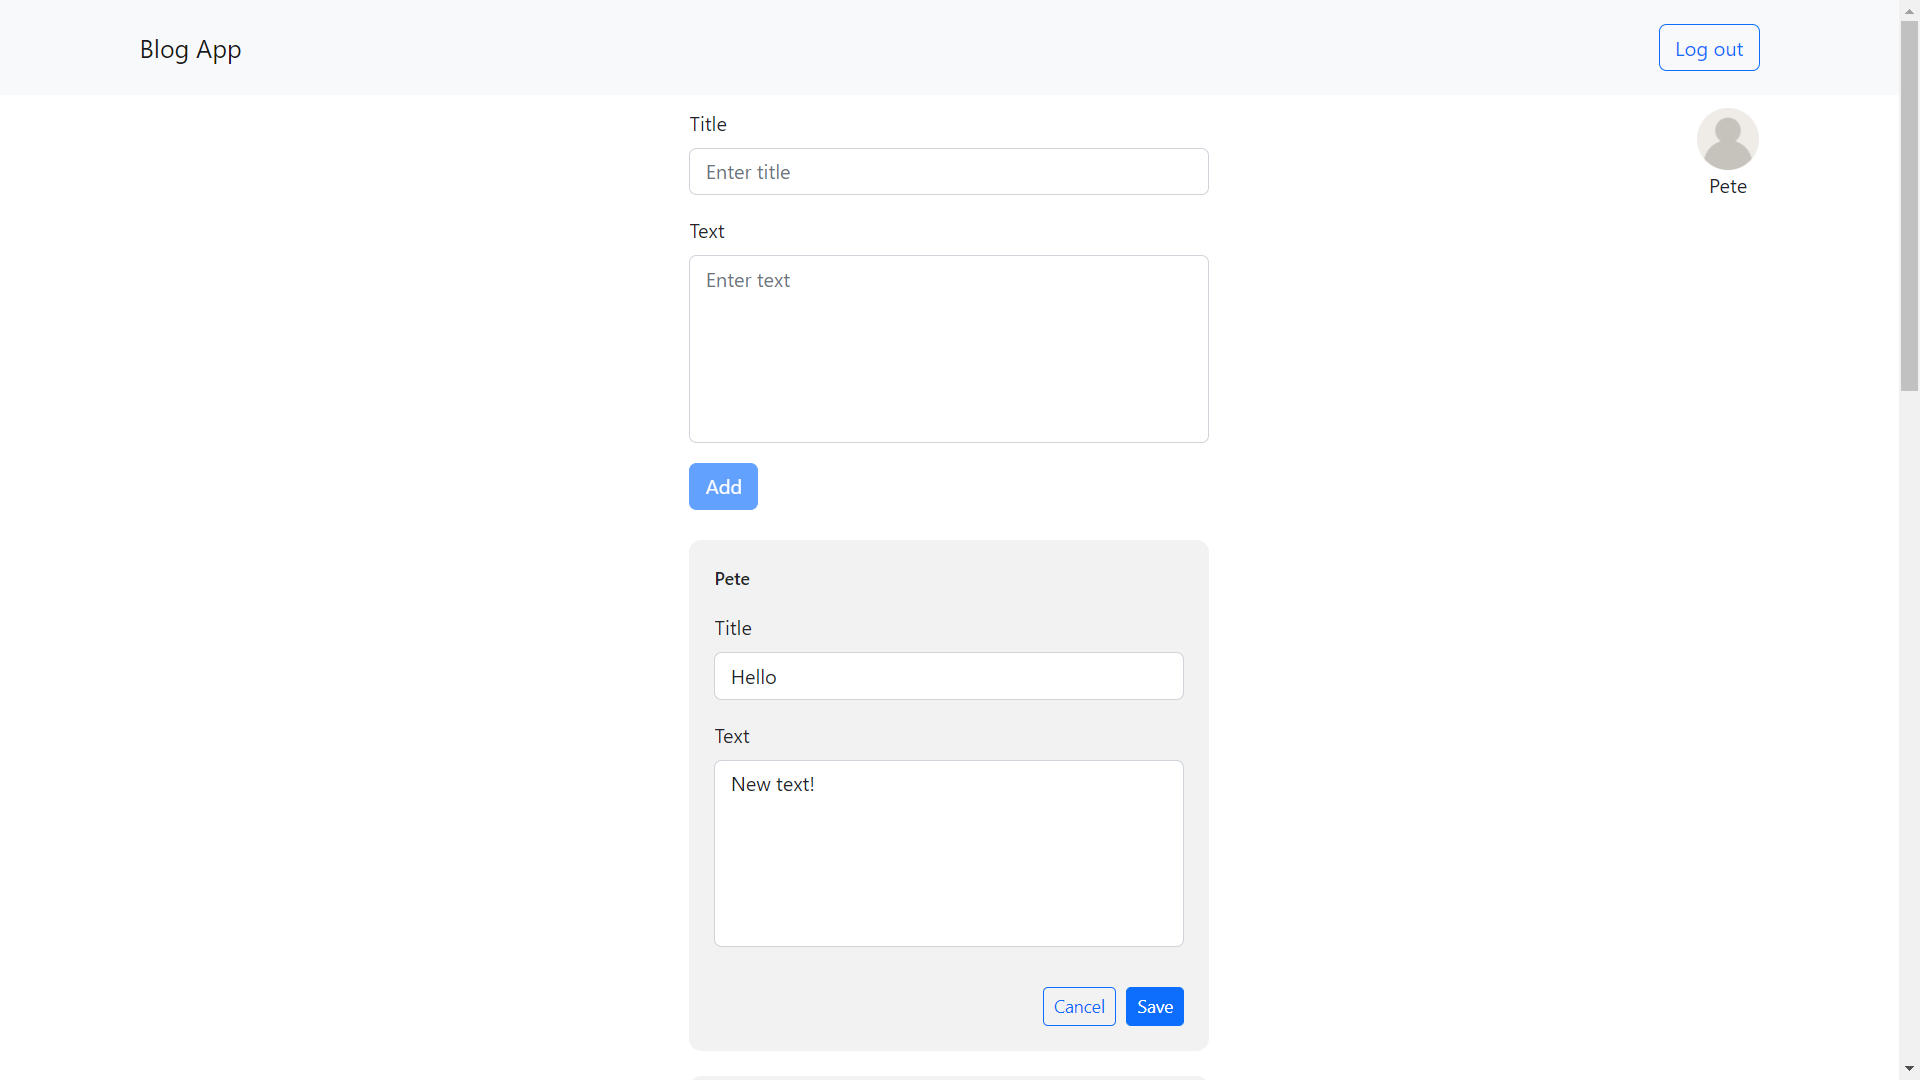 Blog App
Log out
Title
Enter title
Pete
Text
Enter text
Add
Pete
Title
Hello
Text
New text!
Cancel
Save